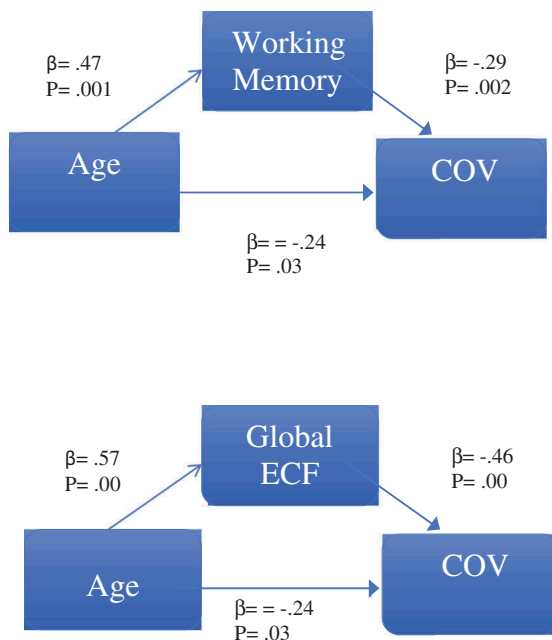 Working
Memory
β= .47
P= .001
β= -.29
P= .002
Age
COV
β= = -.24
P= .03
Global
ECF
β= .57
P= .00
β= -.46
P= .00
Age
COV
β= = -.24
P= .03